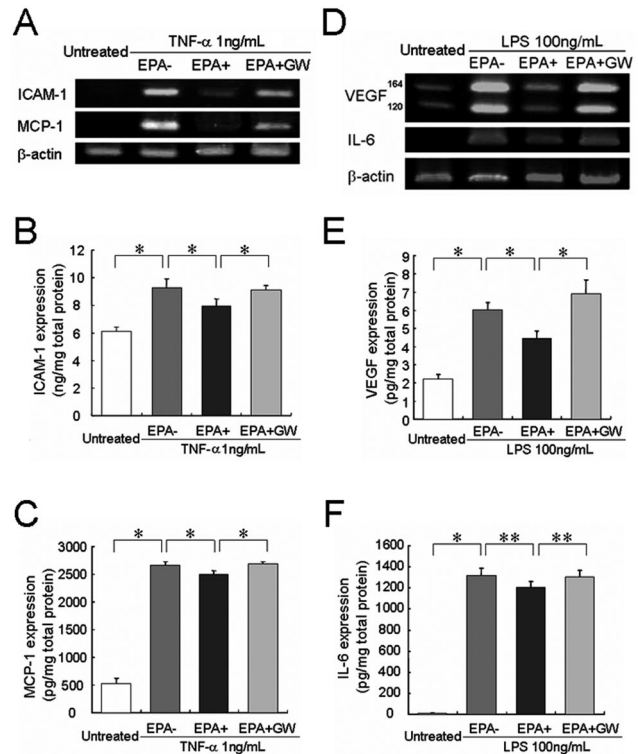 A
TNF-α 1ng/mL
Untreated
EPA- EPA+ EPA+GW
ICAM-1
MCP-1
β-actin
D
LPS 100ng/mL
Untreated
EPA- EPA+ EPA+GW
VEGF 164
120
IL-6
β-actin
B
* * *
ICAM-1 expression
(ng/mg total protein)
12
10
8
6
4
2
0
Untreated EPA- EPA+ EPA+GW
TNF-α 1ng/mL
E
* * *
VEGF expression
(pg/mg total protein)
9
8
7
6
5
4
3
2
1
0
Untreated EPA- EPA+ EPA+GW
LPS 100ng/mL
C
* * *
MCP-1 expression
(pg/mg total protein)
3000
2500
2000
1500
1000
500
0
Untreated EPA- EPA+ EPA+GW
TNF-α 1ng/mL
F
* ** **
IL-6 expression
(pg/mg total protein)
1600
1400
1200
1000
800
600
400
200
0
Untreated EPA- EPA+ EPA+GW
LPS 100ng/mL